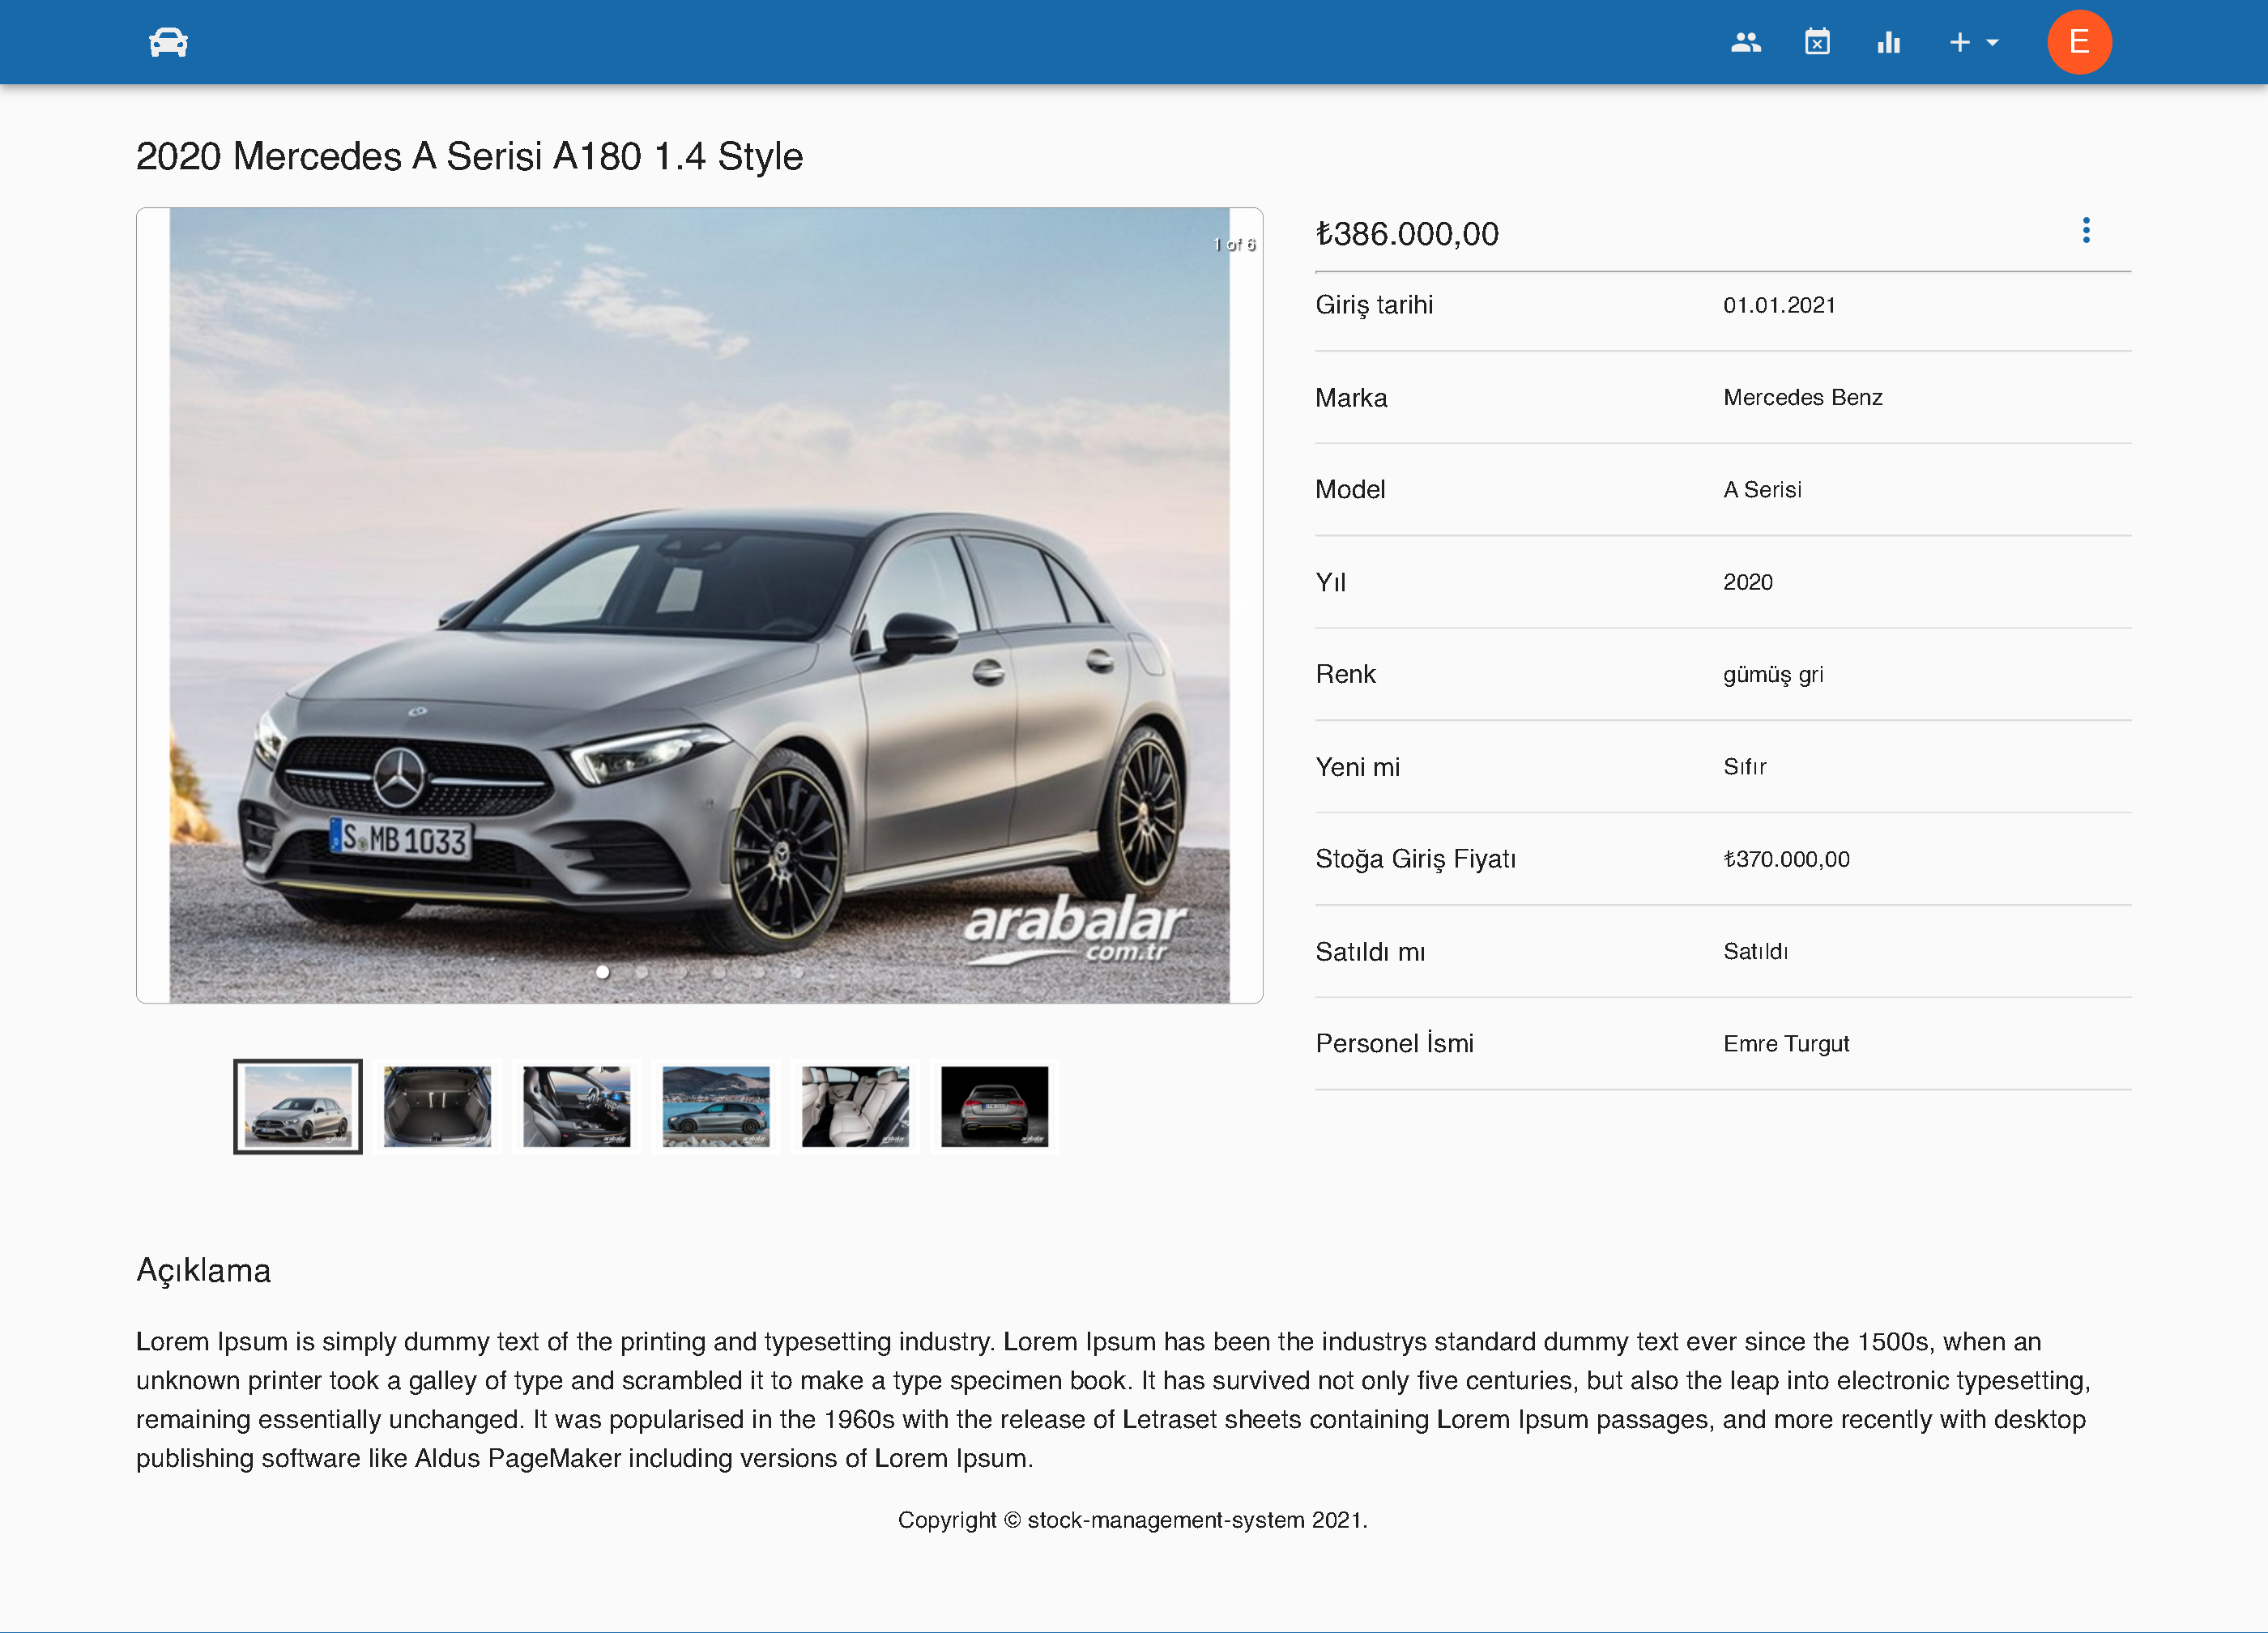 E
2020 Mercedes A Serisi A180 1.4 Style
1 of 6
S MB 1033
arabalar
com.tr
₺386.000,00
Giriş tarihi 01.01.2021
Marka Mercedes Benz
Model A Serisi
Yıl 2020
Renk gümüş gri
Yeni mi Sıfır
Stoğa Giriş Fiyatı ₺370.000,00
Satıldı mı Satıldı
Personel İsmi Emre Turgut
Açıklama
Lorem Ipsum is simply dummy text of the printing and typesetting industry. Lorem Ipsum has been the industrys standard dummy text ever since the 1500s, when an
unknown printer took a galley of type and scrambled it to make a type specimen book. It has survived not only five centuries, but also the leap into electronic typesetting,
remaining essentially unchanged. It was popularised in the 1960s with the release of Letraset sheets containing Lorem Ipsum passages, and more recently with desktop
publishing software like Aldus PageMaker including versions of Lorem Ipsum.
Copyright © stock-management-system 2021.